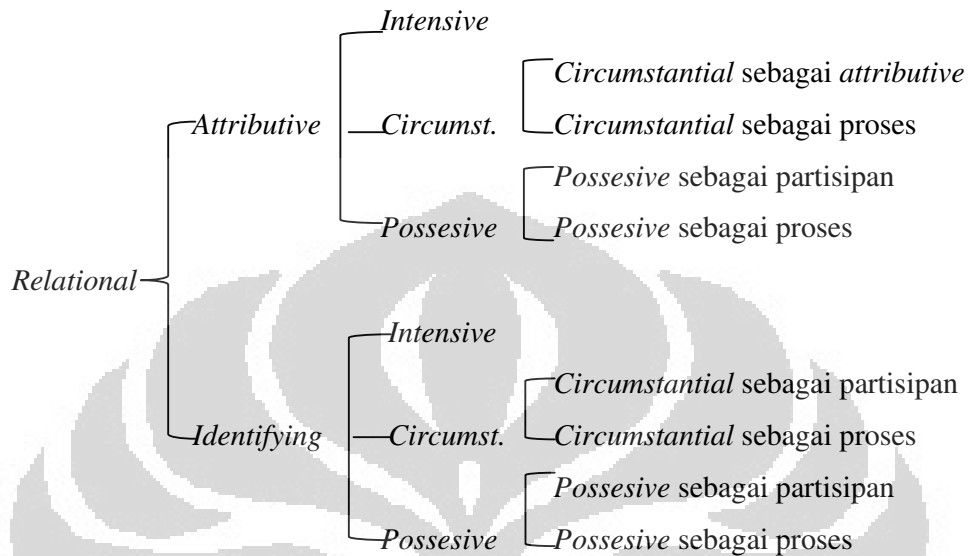 Intensive
Circumstantial sebagai attributive
Attributive Circumst. Circumstantial sebagai proses
Possesive sebagai partisipan
Possesive Possesive sebagai proses
Relational
Intensive
Circumstantial sebagai partisipan
Identifying Circumst. Circumstantial sebagai proses
Possesive sebagai partisipan
Possesive Possesive sebagai proses